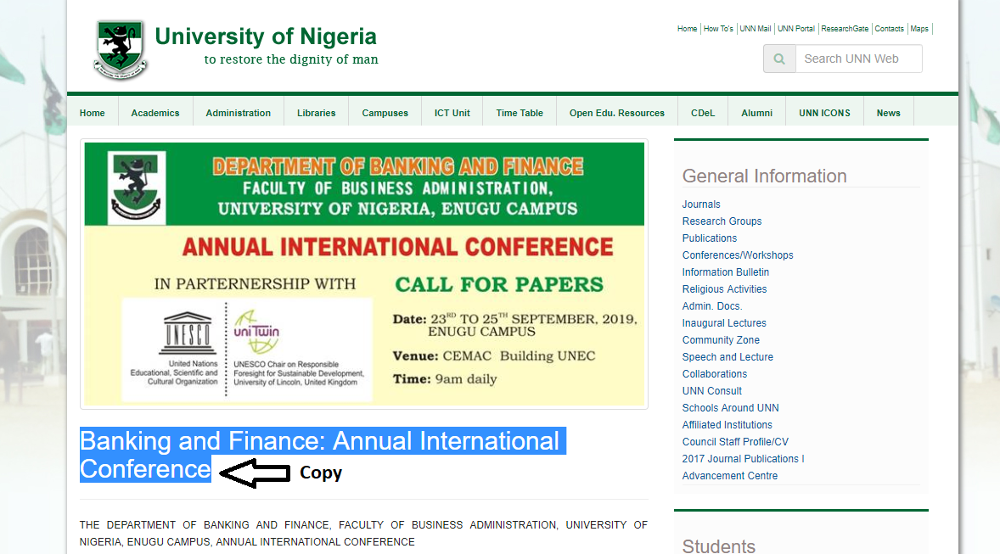 University of Nigeria
to restore the dignity of man
Home
How To's
UNN Mail
UNN Portal
ResearchGate
Contacts
Maps
Search UNN Web
Home
Academics
Administration
Libraries
Campuses
ICT Unit
Time Table
Open Edu. Resources
CDeL
Alumni
UNN ICONS
News
DEPARTMENT OF BANKING AND FINANCE
FACULTY OF BUSINESS ADMINISTRATION,
UNIVERSITY OF NIGERIA, ENUGU CAMPUS
ANNUAL INTERNATIONAL CONFERENCE
IN PARTERNERSHIP WITH
UNESCO
United Nations
Educational, Scientific and
Cultural Organization
uniTwin
UNESCO Chair on Responsible
Foresight for Sustainable Development,
University of Lincoln, United Kingdom
CALL FOR PAPERS
Date: 23RD TO 25TH SEPTEMBER, 2019,
ENUGU CAMPUS
Venue: CEMAC Building UNEC
Time: 9am daily
Banking and Finance: Annual International
Conference
Copy
THE DEPARTMENT OF BANKING AND FINANCE, FACULTY OF BUSINESS ADMINISTRATION, UNIVERSITY OF
NIGERIA, ENUGU CAMPUS, ANNUAL INTERNATIONAL CONFERENCE
General Information
Journals
Research Groups
Publications
Conferences/Workshops
Information Bulletin
Religious Activities
Admin. Docs.
Inaugural Lectures
Community Zone
Speech and Lecture
Collaborations
UNN Consult
Schools Around UNN
Affiliated Institutions
Council Staff Profile/CV
2017 Journal Publications I
Advancement Centre
Students